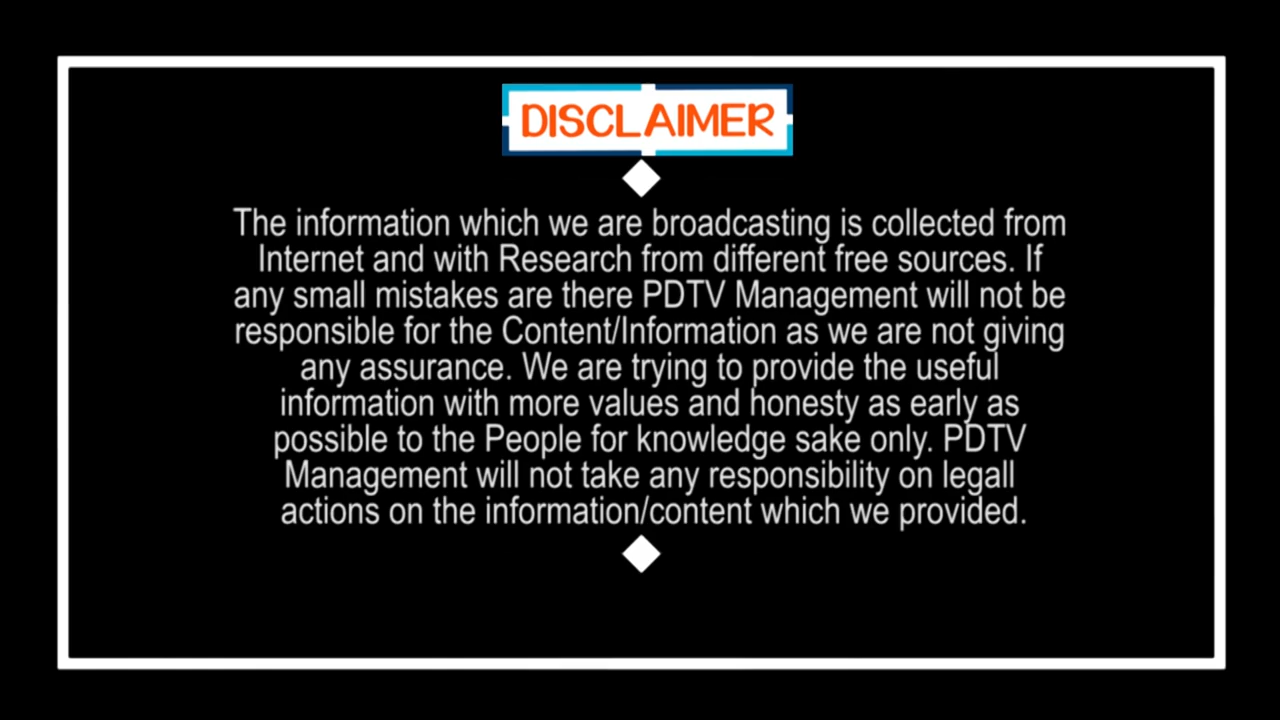 DISCLAIMER
The information which we are broadcasting is collected from
Internet and with Research from different free sources. If
any small mistakes are there PDTV Management will not be
responsible for the Content/Information as we are not giving
any assurance. We are trying to provide the useful
information with more values and honesty as early as
possible to the People for knowledge sake only. PDTV
Management will not take any responsibility on legall
actions on the information/content which we provided.